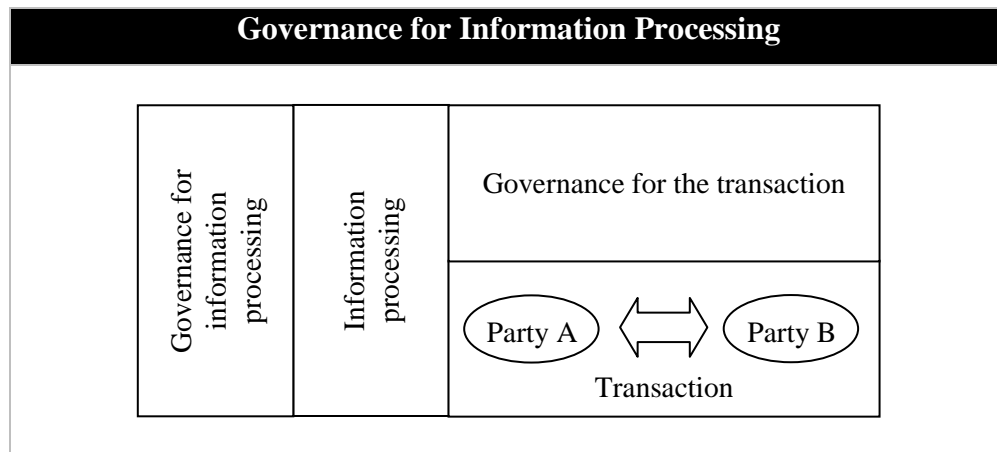 Governance for Information Processing
Governance for
information
processing
Information
processing
Governance for the transaction
Party A
Party B
Transaction